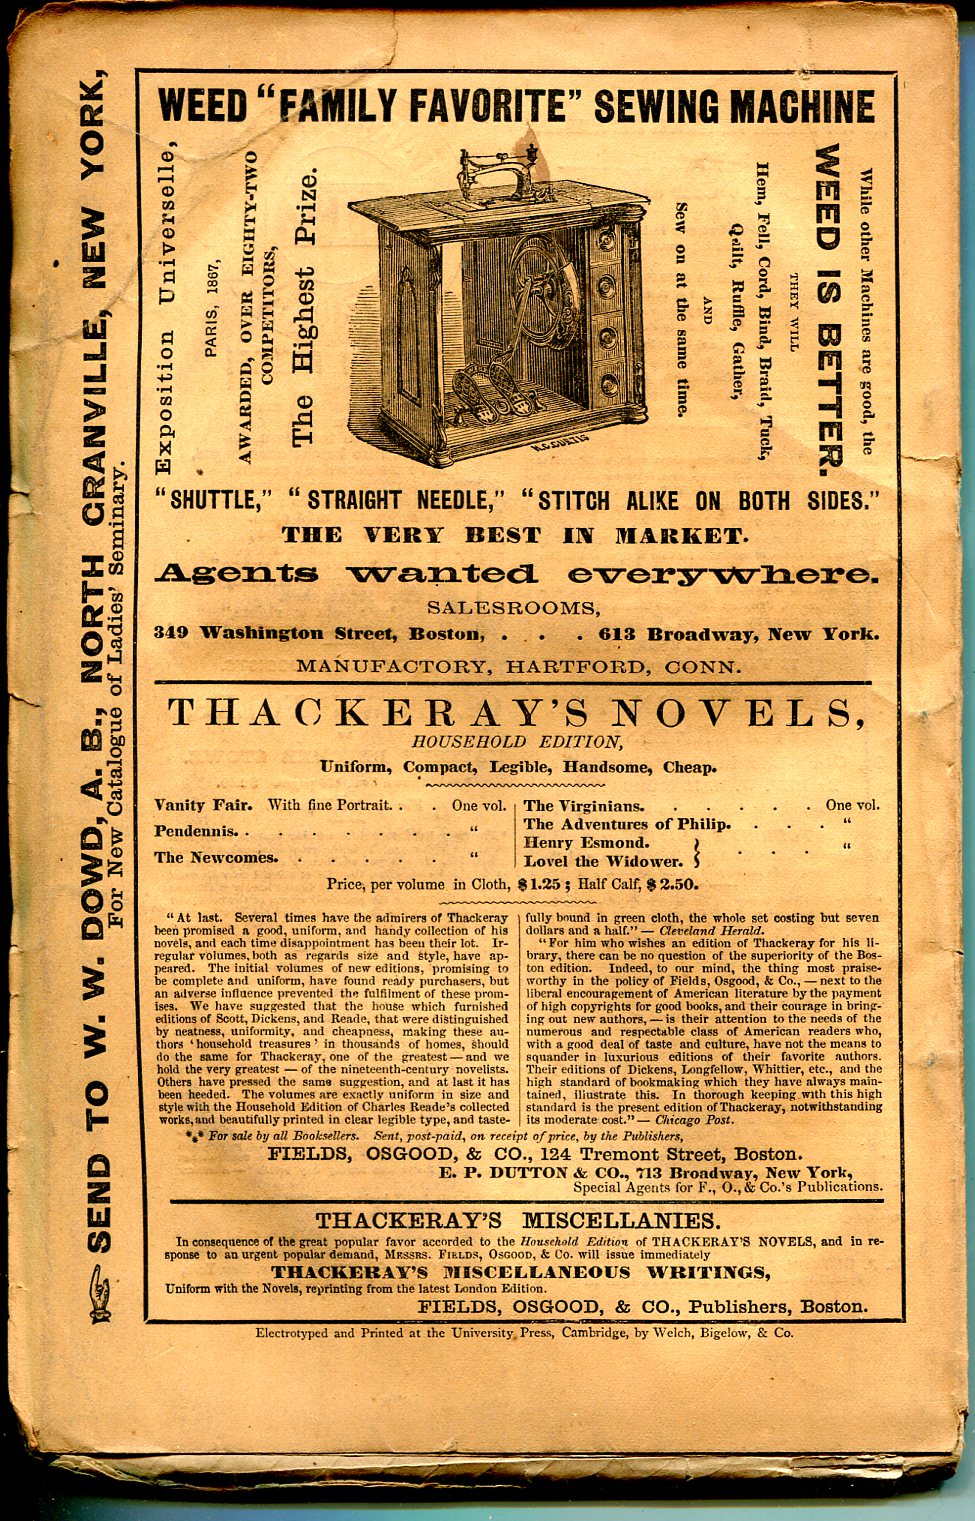 SEND TO W. W. DOWD, A. B., NORTH GRANVILLE, NEW YORK,
For New Catalogue of Ladies' Seminary.
WEED "FAMILY FAVORITE" SEWING MACHINE
Exposition Universelle,
PARIS, 1867,
AWARDED, OVER EIGHTY-TWO
COMPETITORS,
The Highest Prize.
H.C.CURTIS
While other Machines are good, the
WEED IS BETTER.
THEY WILL
Hem, Fell, Cord, Bind, Braid, Tuck,
Quilt, Ruffle, Gather,
AND
Sew on at the same time.
"SHUTTLE," "STRAIGHT NEEDLE," "STITCH ALIKE ON BOTH SIDES."
THE VERY BEST IN MARKET.
Agents wanted everywhere.
SALESROOMS,
349 Washington Street, Boston, . . . 613 Broadway, New York.
MANUFACTORY, HARTFORD, CONN.
THACKERAY'S NOVELS,
HOUSEHOLD EDITION,
Uniform, Compact, Legible, Handsome, Cheap.
Vanity Fair. With fine Portrait. . . One vol.
Pendennis. . . . . . . . "
The Newcomes. . . . . . "
The Virginians. . . . . . . One vol.
The Adventures of Philip. . . . . "
Henry Esmond. } . . . "
Lovel the Widower.
Price, per volume in Cloth, $1.25; Half Calf, $2.50.
"At last. Several times have the admirers of Thackeray
been promised a good, uniform, and handy collection of his
novels, and each time disappointment has been their lot. Ir-
regular volumes, both as regards size and style, have ap-
peared. The initial volumes of new editions, promising to
be complete and uniform, have found ready purchasers, but
an adverse influence prevented the fulfilment of these prom-
ises. We have suggested that the house which furnished
editions of Scott, Dickens, and Reade, that were distinguished
by neatness, uniformity, and cheapness, making these au-
thors 'household treasures' in thousands of homes, should
do the same for Thackeray, one of the greatest — and we
hold the very greatest — of the nineteenth-century novelists.
Others have pressed the same suggestion, and at last it has
been heeded. The volumes are exactly uniform in size and
style with the Household Edition of Charles Reade's collected
works, and beautifully printed in clear legible type, and taste-
fully bound in green cloth, the whole set costing but seven
dollars and a half." — Cleveland Herald.
"For him who wishes an edition of Thackeray for his li-
brary, there can be no question of the superiority of the Bos-
ton edition. Indeed, to our mind, the thing most praise-
worthy in the policy of Fields, Osgood, & Co., — next to the
liberal encouragement of American literature by the payment
of high copyrights for good books, and their courage in bring-
ing out new authors, — is their attention to the needs of the
numerous and respectable class of American readers who,
with a good deal of taste and culture, have not the means to
squander in luxurious editions of their favorite authors.
Their editions of Dickens, Longfellow, Whittier, etc., and the
high standard of bookmaking which they have always main-
tained, illustrate this. In thorough keeping with this high
standard is the present edition of Thackeray, notwithstanding
its moderate cost." — Chicago Post.
*** For sale by all Booksellers. Sent, post-paid, on receipt of price, by the Publishers,
FIELDS, OSGOOD, & CO., 124 Tremont Street, Boston.
E. P. DUTTON & CO., 713 Broadway, New York,
Special Agents for F., O., & Co.'s Publications.
THACKERAY'S MISCELLANIES.
In consequence of the great popular favor accorded to the Household Edition of THACKERAY'S NOVELS, and in re-
sponse to an urgent popular demand, MESSRS. FIELDS, OSGOOD, & CO. will issue immediately
THACKERAY'S MISCELLANEOUS WRITINGS,
Uniform with the Novels, reprinting from the latest London Edition.
FIELDS, OSGOOD, & CO., Publishers, Boston.
Electrotyped and Printed at the University Press, Cambridge, by Welch, Bigelow, & Co.